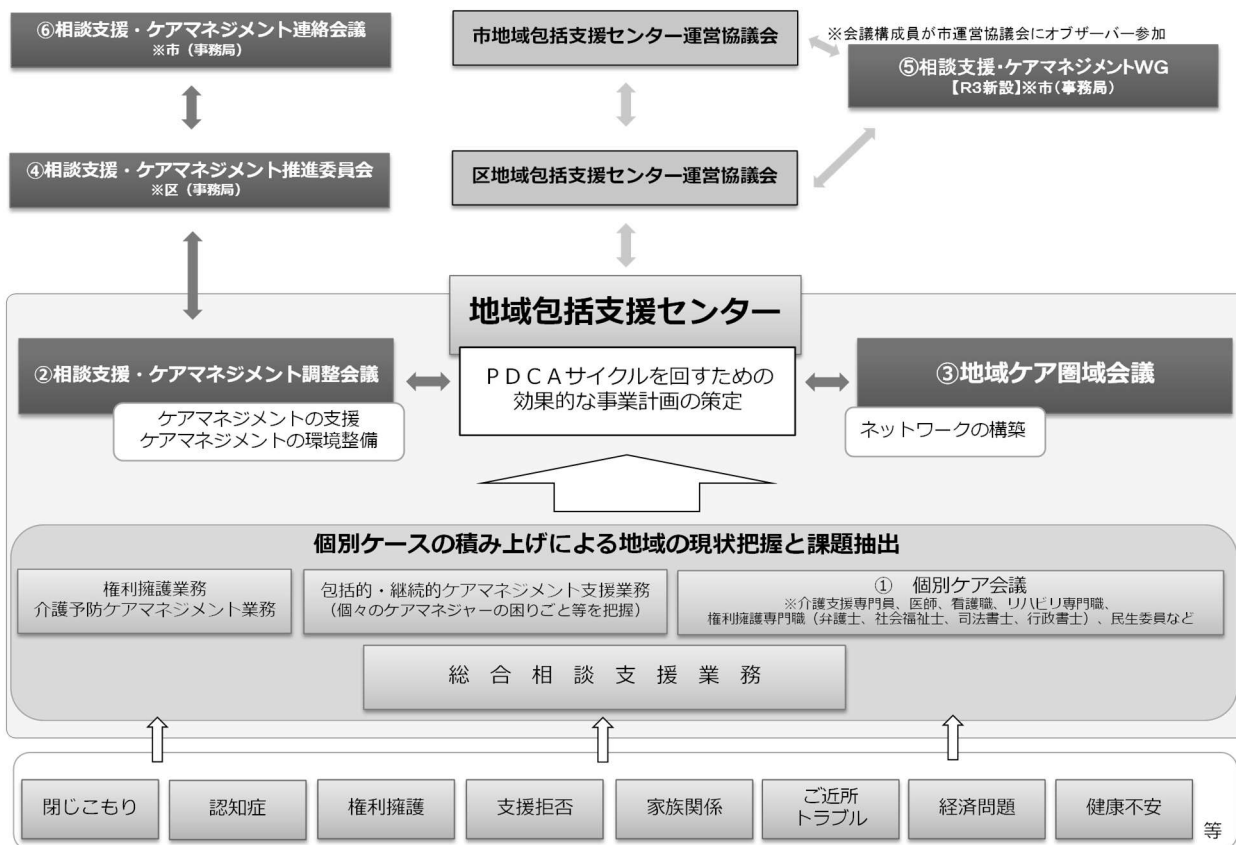 ⑥相談支援・ケアマネジメント連絡会議
※市（事務局）
市地域包括支援センター運営協議会
※会議構成員が市運営協議会にオブザーバー参加
⑤相談支援・ケアマネジメントWG
【R3新設】※市（事務局）
④相談支援・ケアマネジメント推進委員会
※区（事務局）
区地域包括支援センター運営協議会
地域包括支援センター
②相談支援・ケアマネジメント調整会議
ケアマネジメントの支援
ケアマネジメントの環境整備
ＰＤＣＡサイクルを回すための
効果的な事業計画の策定
③地域ケア圏域会議
ネットワークの構築
個別ケースの積み上げによる地域の現状把握と課題抽出
権利擁護業務
介護予防ケアマネジメント業務
包括的・継続的ケアマネジメント支援業務
（個々のケアマネジャーの困りごと等を把握）
①　個別ケア会議
※介護支援専門員、医師、看護職、リハビリ専門職、
権利擁護専門職（弁護士、社会福祉士、司法書士、行政書士）、民生委員など
総　合　相　談　支　援　業　務
閉じこもり
認知症
権利擁護
支援拒否
家族関係
ご近所
トラブル
経済問題
健康不安
等